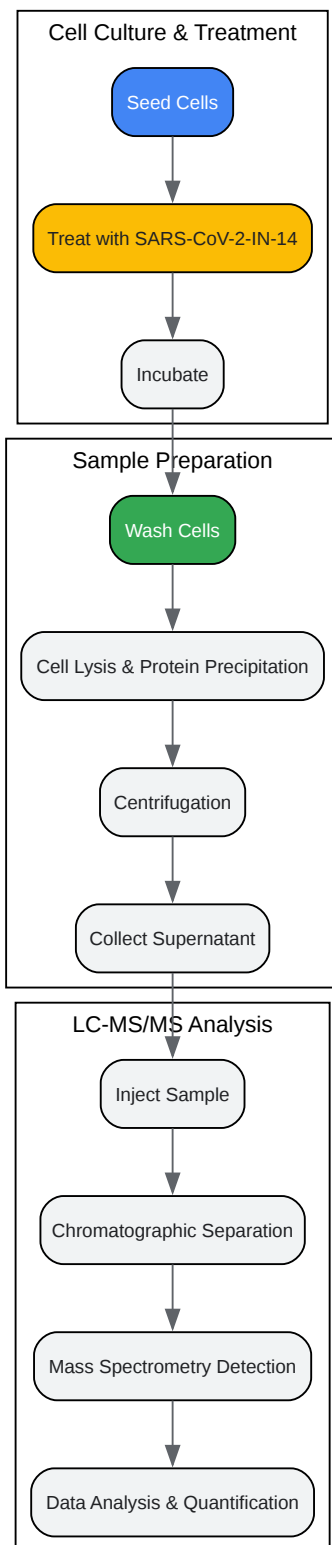 Cell Culture & Treatment
Seed Cells
Treat with SARS-CoV-2-IN-14
Incubate
Sample Preparation
Wash Cells
Cell Lysis & Protein Precipitation
Centrifugation
Collect Supernatant
LC-MS/MS Analysis
Inject Sample
Chromatographic Separation
Mass Spectrometry Detection
Data Analysis & Quantification